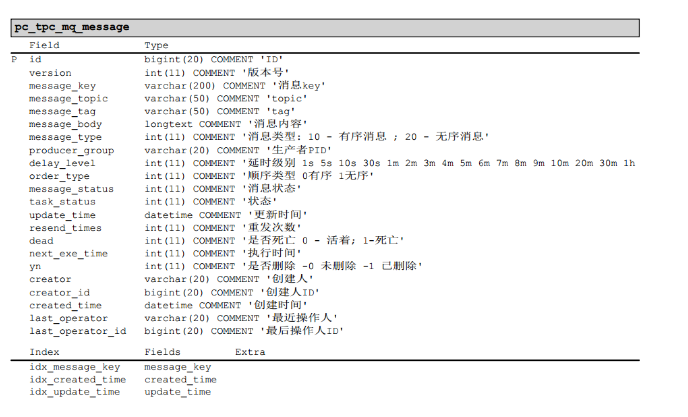 pc_tpc_mq_message
Field Type
P id bigint(20) COMMENT 'ID'
version int(11) COMMENT '版本号'
message_key varchar(200) COMMENT '消息key'
message_topic varchar(50) COMMENT 'topic'
message_tag varchar(50) COMMENT 'tag'
message_body longtext COMMENT '消息内容'
message_type int(11) COMMENT '消息类型: 10 - 有序消息 ; 20 - 无序消息'
producer_group varchar(20) COMMENT '生产者PID'
delay_level int(11) COMMENT '延时级别 1s 5s 10s 30s 1m 2m 3m 4m 5m 6m 7m 8m 9m 10m 20m 30m 1h
order_type int(11) COMMENT '顺序类型 0有序 1无序'
message_status int(11) COMMENT '消息状态'
task_status int(11) COMMENT '状态'
update_time datetime COMMENT '更新时间'
resend_times int(11) COMMENT '重发次数'
dead int(11) COMMENT '是否死亡 0 - 活着; 1-死亡'
next_exe_time int(11) COMMENT '执行时间'
yn int(11) COMMENT '是否删除 -0 未删除 -1 已删除'
creator varchar(20) COMMENT '创建人'
creator_id bigint(20) COMMENT '创建人ID'
created_time datetime COMMENT '创建时间'
last_operator varchar(20) COMMENT '最近操作人'
last_operator_id bigint(20) COMMENT '最后操作人ID'
Index Fields Extra
idx_message_key message_key
idx_created_time created_time
idx_update_time update_time